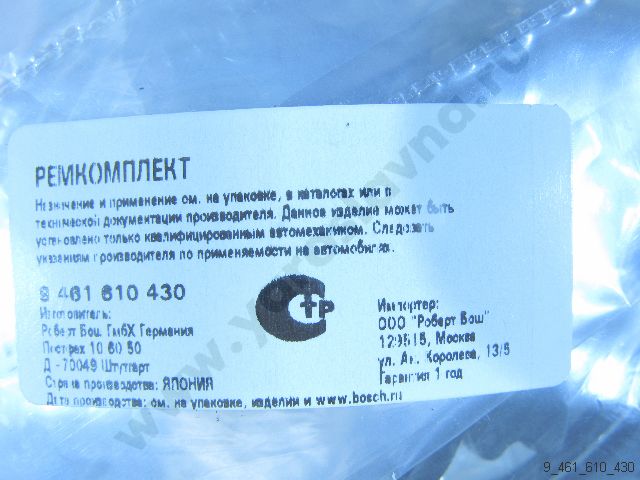 РЕМКОМПЛЕКТ
Назначение и применение см. на упаковке, в каталогах или в
технической документации производителя. Данное изделие может быть
установлено только квалифицированным автомехаником. Следовать
указаниям производителя по применяемости на автомобилях.
9 461 610 430
Изготовитель:
Роберт Бош ГмбХ Германия
Постфах 10 60 50
Д - 70049 Штутгарт
Страна производства: ЯПОНИЯ
Дата производства: см. на упаковке, изделии и www.bosch.ru
Стр
Импортер:
ООО "Роберт Бош"
129515, Москва
ул. Ак. Королева, 13/5
Гарантия 1 год
9_461_610_430